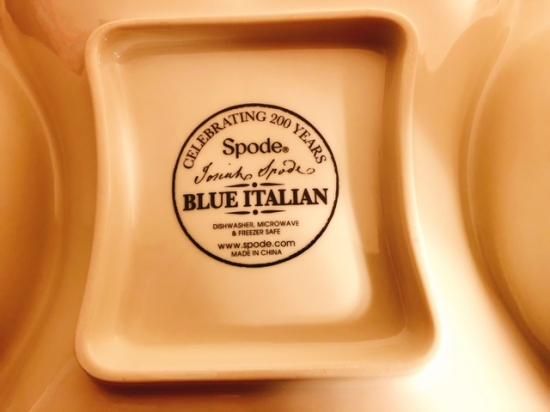 CELEBRATING 200 YEARS
Spode®
Josiah Spode
BLUE ITALIAN
DISHWASHER, MICROWAVE
& FREEZER SAFE
www.spode.com
MADE IN CHINA